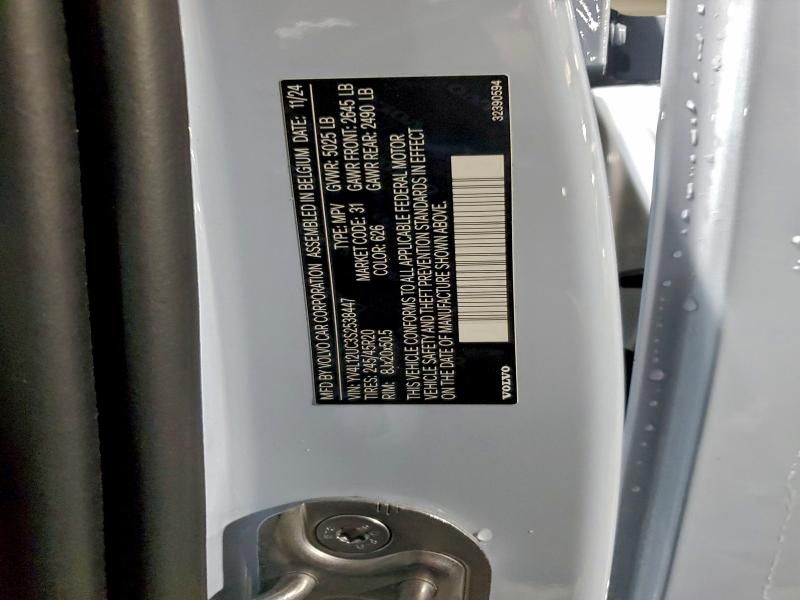 MFD BY VOLVO CAR CORPORATION ASSEMBLED IN BELGIUM DATE: 11/24
VIN: YV4L12UC3S2538447 TYPE: MPV GVWR: 5025 LB
TIRES: 245/45R20 MARKET CODE: 31 GAWR FRONT: 2645 LB
RIM: 8Jx20x50.5 COLOR: 626 GAWR REAR: 2490 LB
THIS VEHICLE CONFORMS TO ALL APPLICABLE FEDERAL MOTOR
VEHICLE SAFETY AND THEFT PREVENTION STANDARDS IN EFFECT
ON THE DATE OF MANUFACTURE SHOWN ABOVE.
VOLVO 32390594